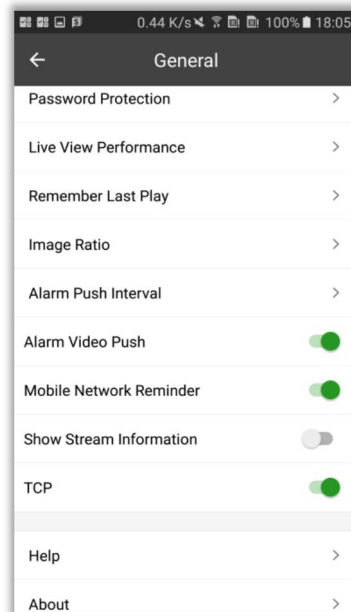 0.44 K/s 100% 18:05
General
Password Protection
Live View Performance
Remember Last Play
Image Ratio
Alarm Push Interval
Alarm Video Push
Mobile Network Reminder
Show Stream Information
TCP
Help
About